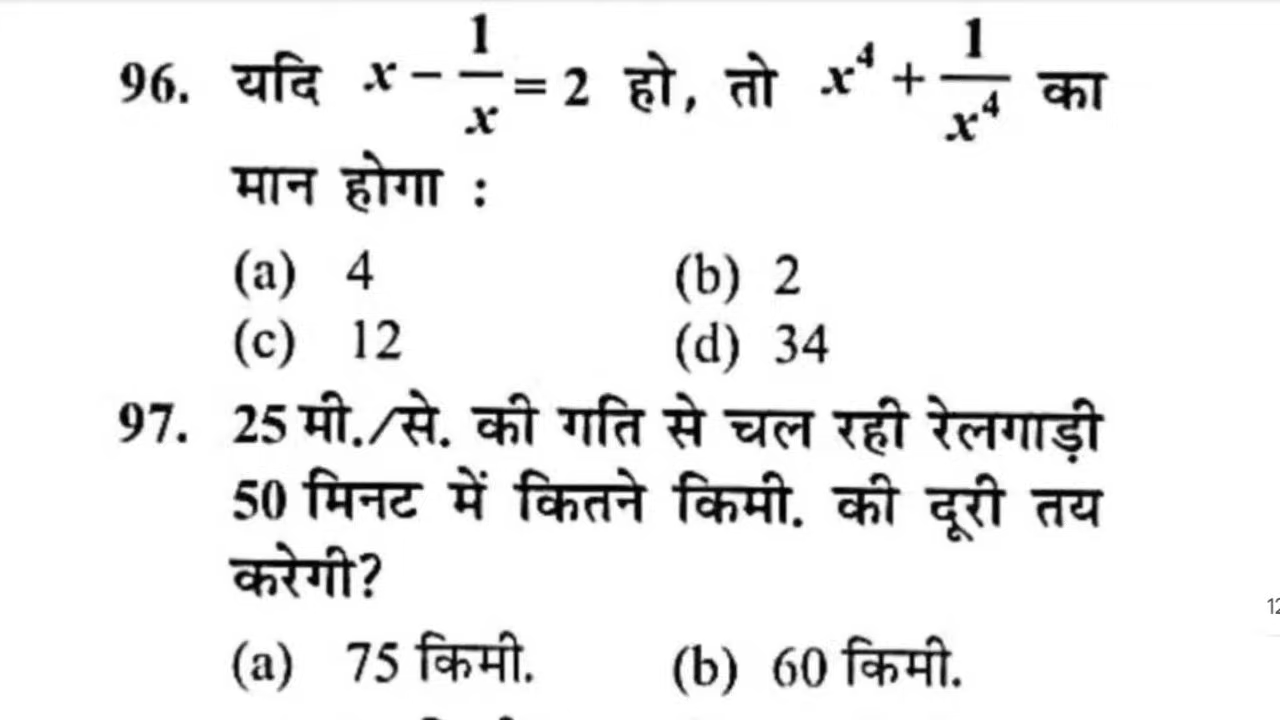 96. यदि x - 1/x = 2 हो, तो x⁴ + 1/x⁴ का
मान होगा :
(a) 4 (b) 2
(c) 12 (d) 34
97. 25 मी./से. की गति से चल रही रेलगाड़ी
50 मिनट में कितने किमी. की दूरी तय
करेगी?
12
(a) 75 किमी. (b) 60 किमी.